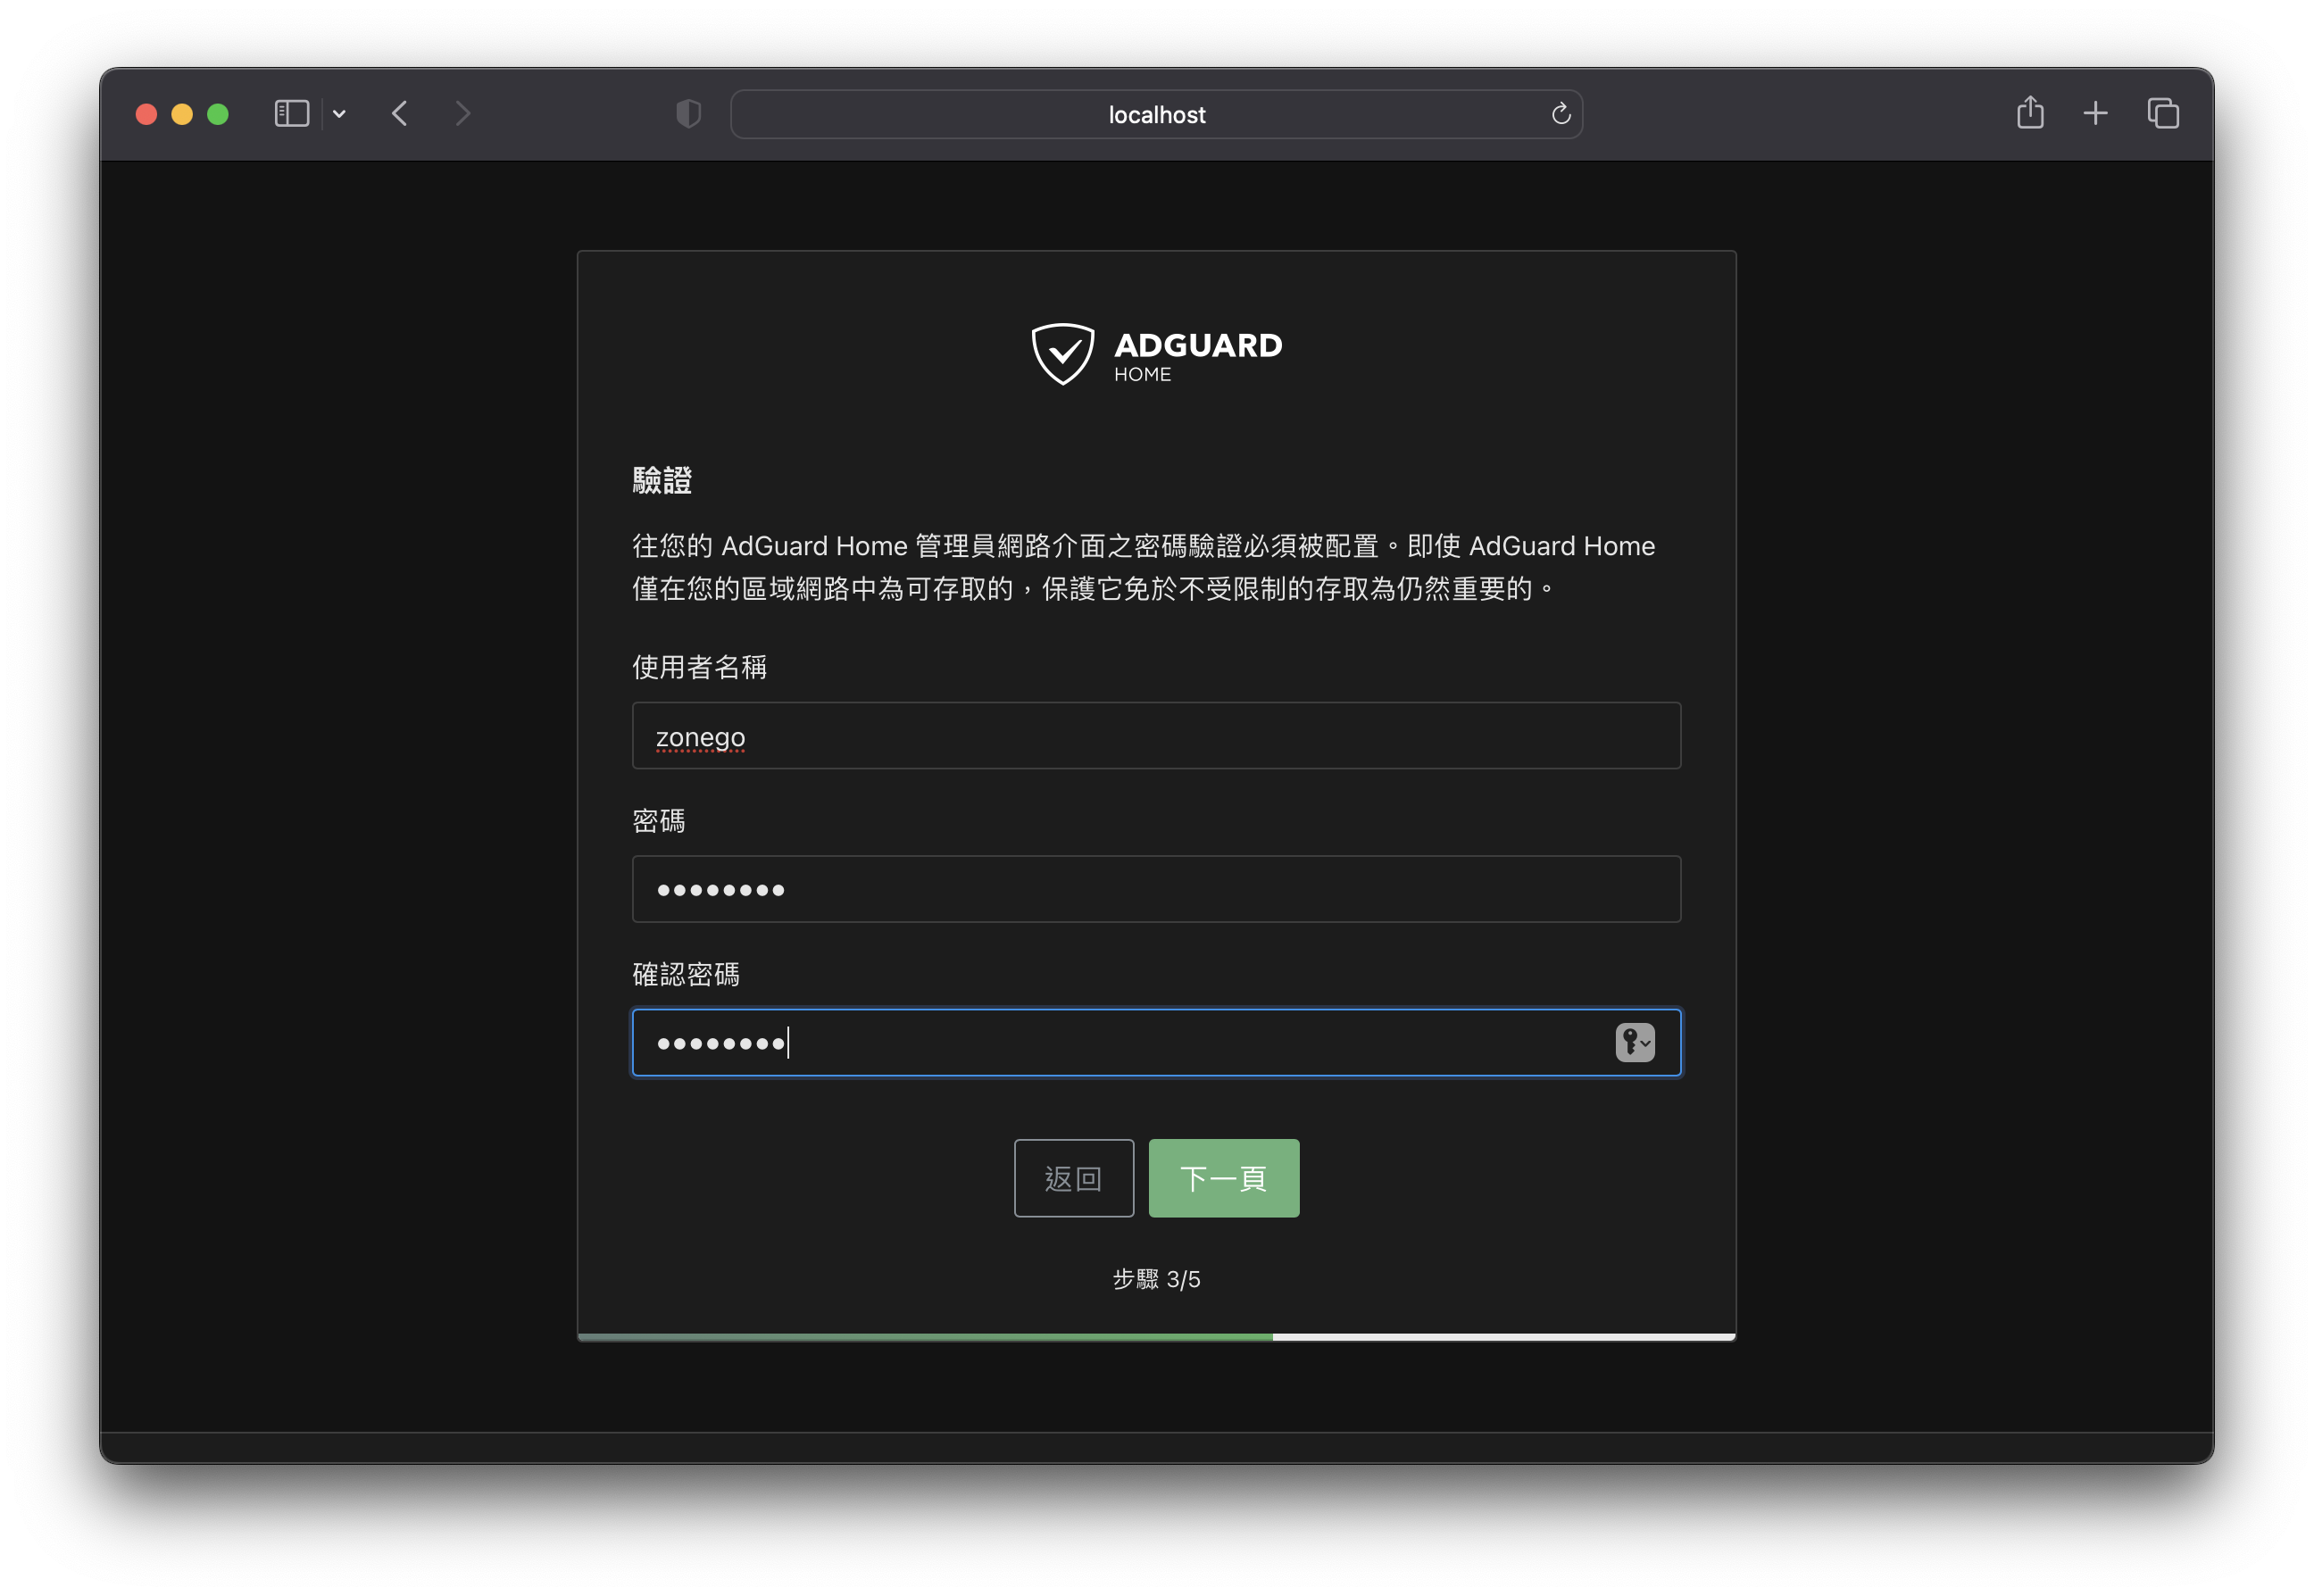 localhost
ADGUARD
HOME
驗證
往您的 AdGuard Home 管理員網路介面之密碼驗證必須被配置。即使 AdGuard Home
僅在您的區域網路中為可存取的，保護它免於不受限制的存取為仍然重要的。
使用者名稱
zonego
密碼
••••••••
確認密碼
••••••••
返回
下一頁
步驟 3/5